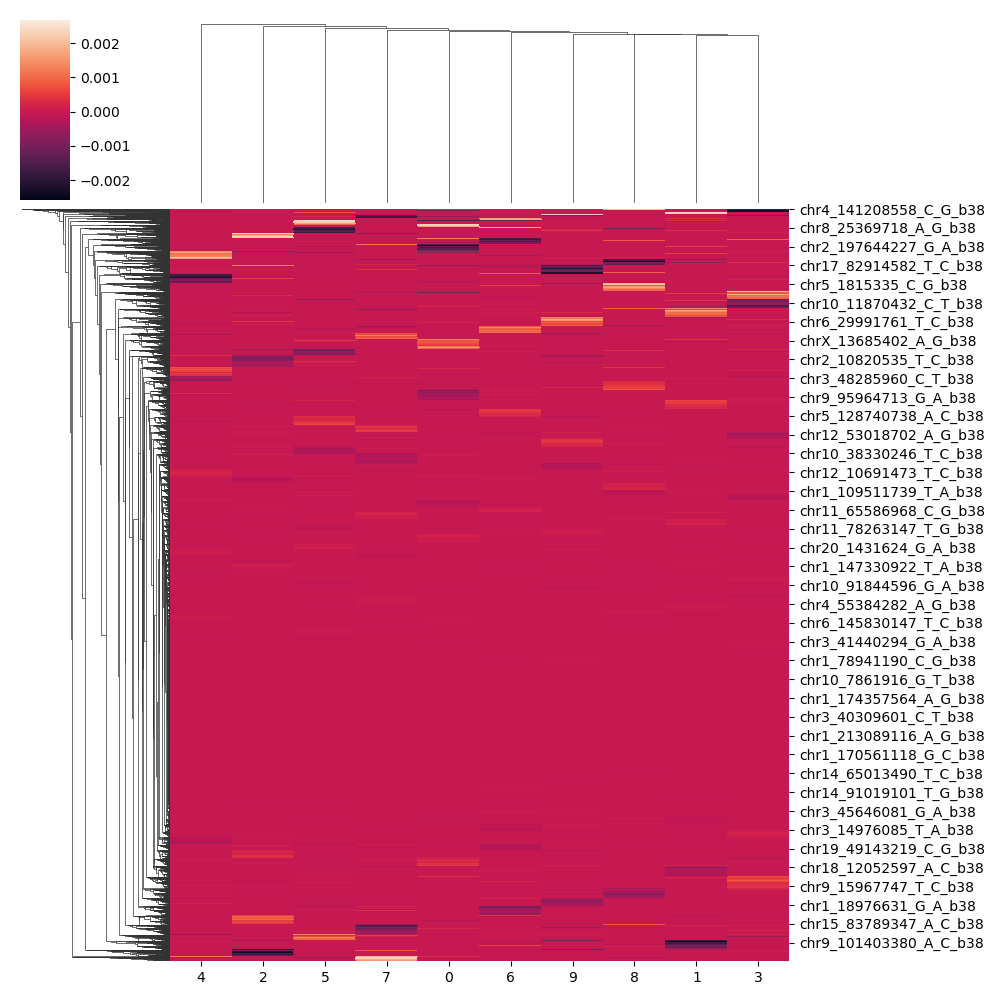 0.002
0.001
0.000
−0.001
−0.002
chr4_141208558_C_G_b38
chr8_25369718_A_G_b38
chr2_197644227_G_A_b38
chr17_82914582_T_C_b38
chr5_1815335_C_G_b38
chr10_11870432_C_T_b38
chr6_29991761_T_C_b38
chrX_13685402_A_G_b38
chr2_10820535_T_C_b38
chr3_48285960_C_T_b38
chr9_95964713_G_A_b38
chr5_128740738_A_C_b38
chr12_53018702_A_G_b38
chr10_38330246_T_C_b38
chr12_10691473_T_C_b38
chr1_109511739_T_A_b38
chr11_65586968_C_G_b38
chr11_78263147_T_G_b38
chr20_1431624_G_A_b38
chr1_147330922_T_A_b38
chr10_91844596_G_A_b38
chr4_55384282_A_G_b38
chr6_145830147_T_C_b38
chr3_41440294_G_A_b38
chr1_78941190_C_G_b38
chr10_7861916_G_T_b38
chr1_174357564_A_G_b38
chr3_40309601_C_T_b38
chr1_213089116_A_G_b38
chr1_170561118_G_C_b38
chr14_65013490_T_C_b38
chr14_91019101_T_G_b38
chr3_45646081_G_A_b38
chr3_14976085_T_A_b38
chr19_49143219_C_G_b38
chr18_12052597_A_C_b38
chr9_15967747_T_C_b38
chr1_18976631_G_A_b38
chr15_83789347_A_C_b38
chr9_101403380_A_C_b38
4 2 5 7 0 6 9 8 1 3